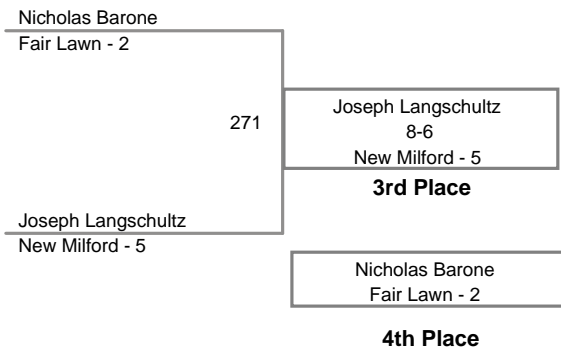 Nicholas Barone
Fair Lawn - 2
271
Joseph Langschultz
8-6
New Milford - 5
3rd Place
Joseph Langschultz
New Milford - 5
Nicholas Barone
Fair Lawn - 2
4th Place